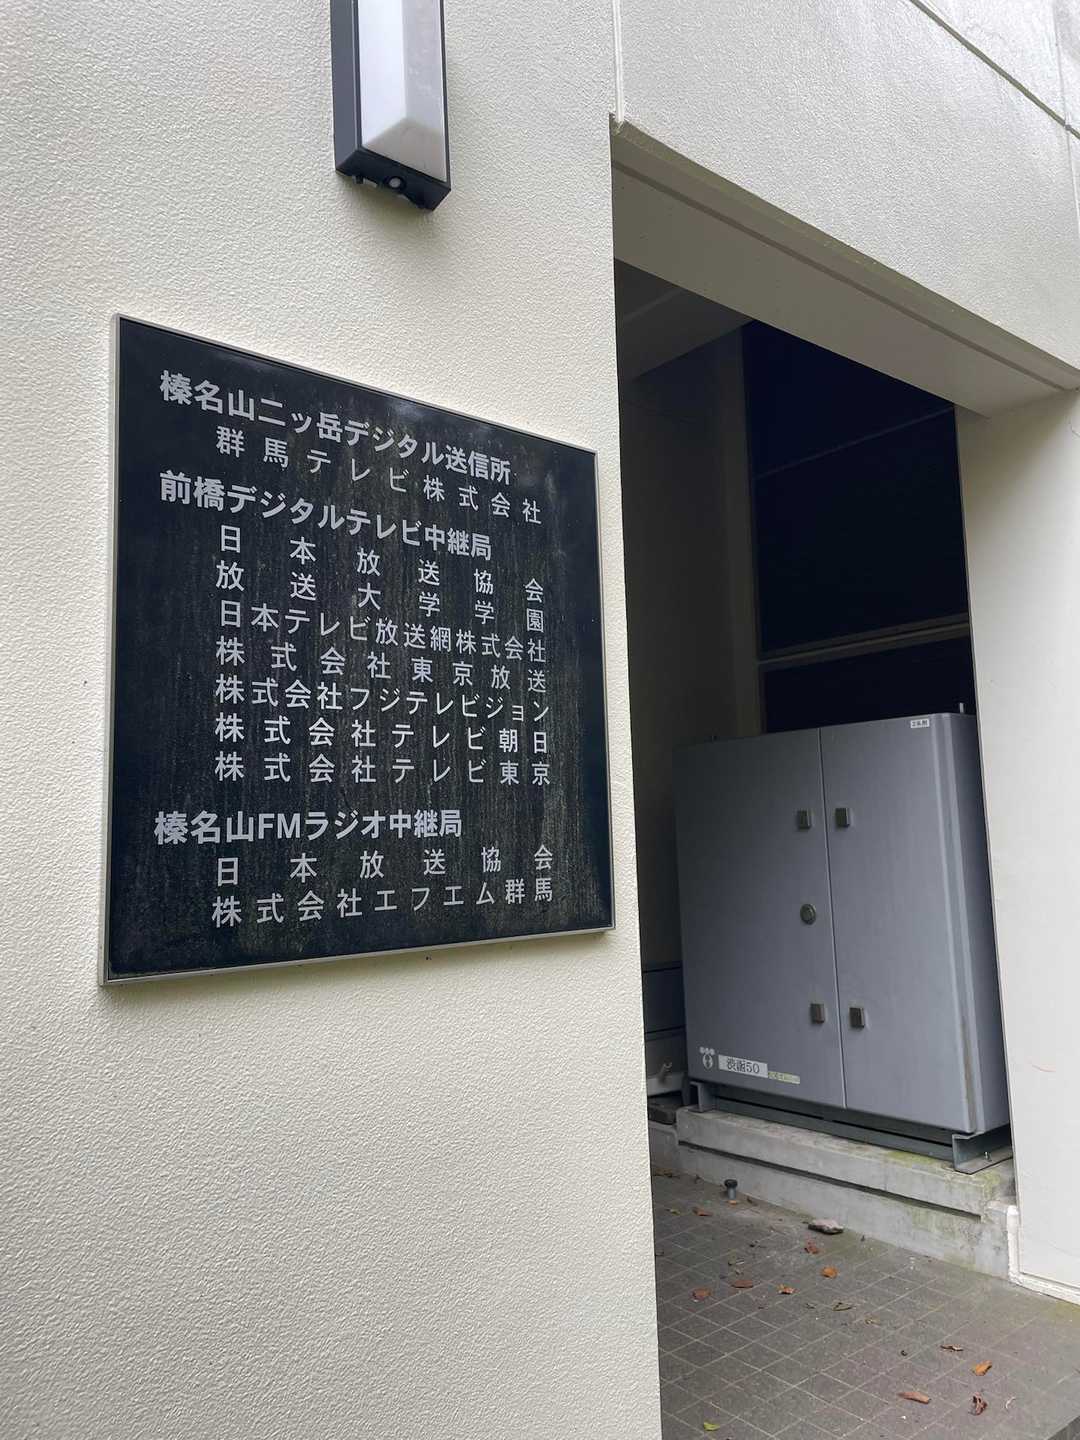 榛名山二ッ岳デジタル送信所
群馬テレビ株式会社
前橋デジタルテレビ中継局
日本放送協会
放送大学学園
日本テレビ放送網株式会社
株式会社東京放送
株式会社フジテレビジョン
株式会社テレビ朝日
株式会社テレビ東京
榛名山FMラジオ中継局
日本放送協会
株式会社エフエム群馬